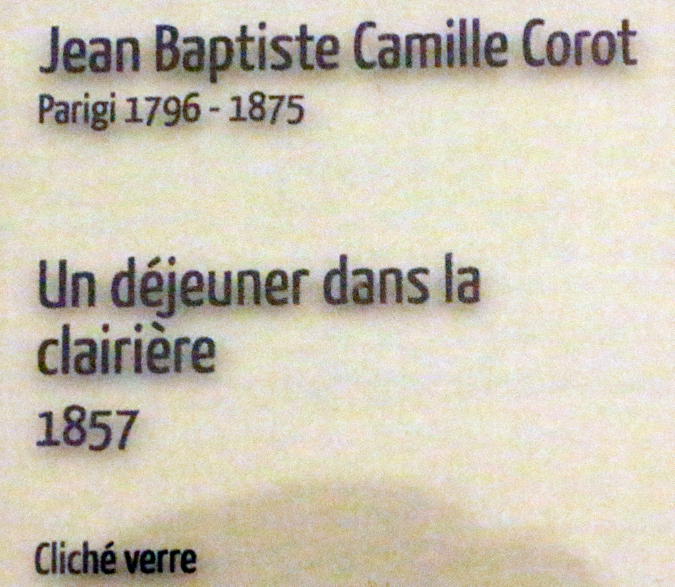 Jean Baptiste Camille Corot
Parigi 1796 - 1875
Un déjeuner dans la
clairière
1857
Cliché verre